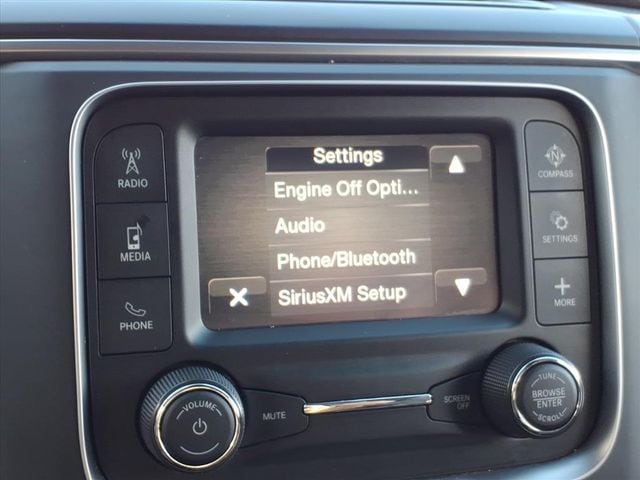 RADIO
MEDIA
PHONE
Settings
Engine Off Opti...
Audio
Phone/Bluetooth
SiriusXM Setup
N
COMPASS
SETTINGS
MORE
VOLUME
MUTE
SCREEN
OFF
TUNE
BROWSE
ENTER
SCROLL